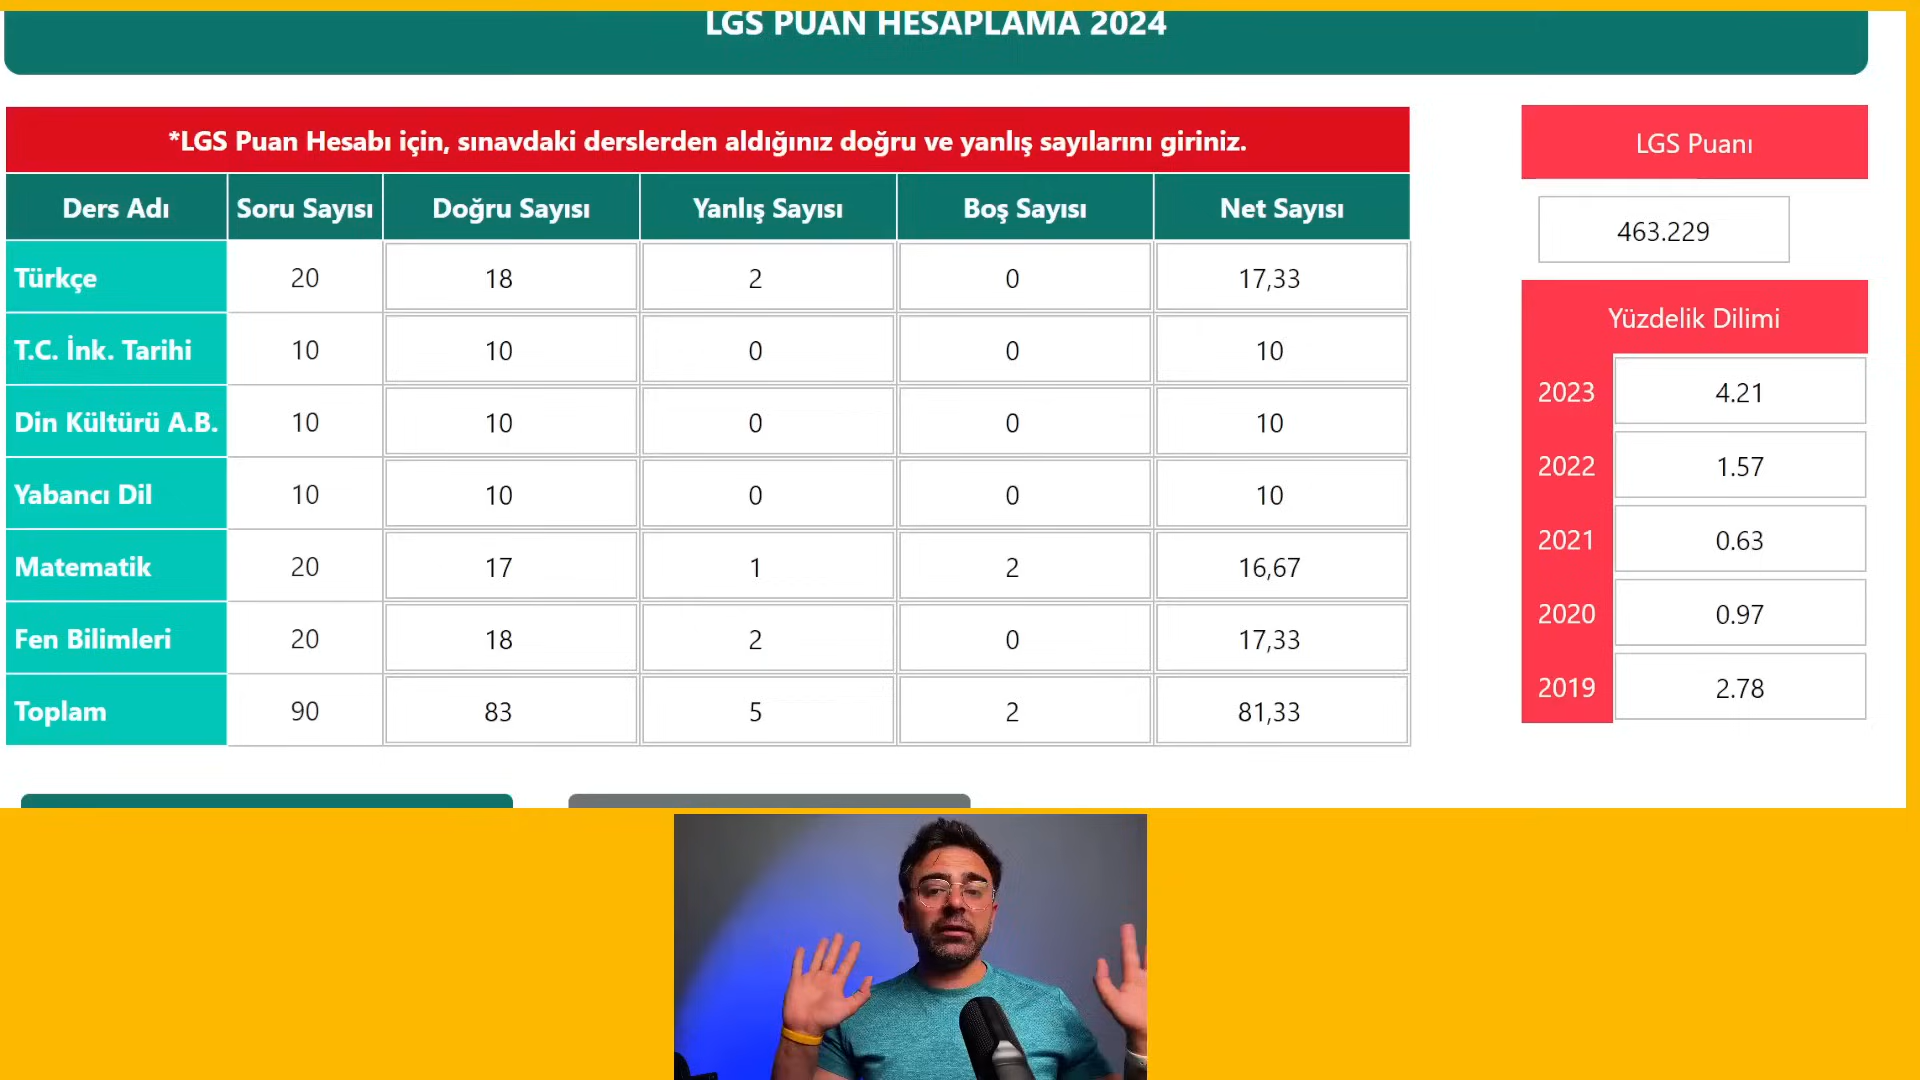 LGS PUAN HESAPLAMA 2024
*LGS Puan Hesabı için, sınavdaki derslerden aldığınız doğru ve yanlış sayılarını giriniz.
Ders Adı Soru Sayısı Doğru Sayısı Yanlış Sayısı Boş Sayısı Net Sayısı
Türkçe 20 18 2 0 17,33
T.C. İnk. Tarihi 10 10 0 0 10
Din Kültürü A.B. 10 10 0 0 10
Yabancı Dil 10 10 0 0 10
Matematik 20 17 1 2 16,67
Fen Bilimleri 20 18 2 0 17,33
Toplam 90 83 5 2 81,33
LGS Puanı
463.229
Yüzdelik Dilimi
2023 4.21
2022 1.57
2021 0.63
2020 0.97
2019 2.78